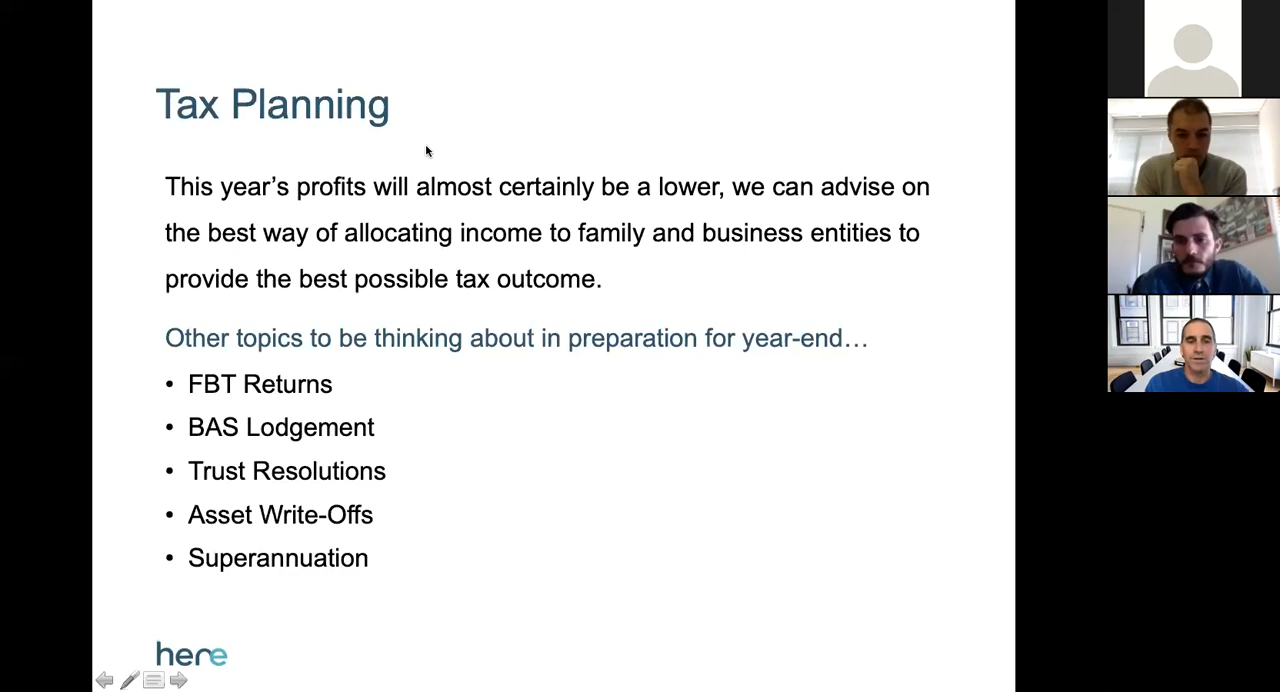 Tax Planning
This year’s profits will almost certainly be a lower, we can advise on
the best way of allocating income to family and business entities to
provide the best possible tax outcome.
Other topics to be thinking about in preparation for year-end…
• FBT Returns
• BAS Lodgement
• Trust Resolutions
• Asset Write-Offs
• Superannuation
here